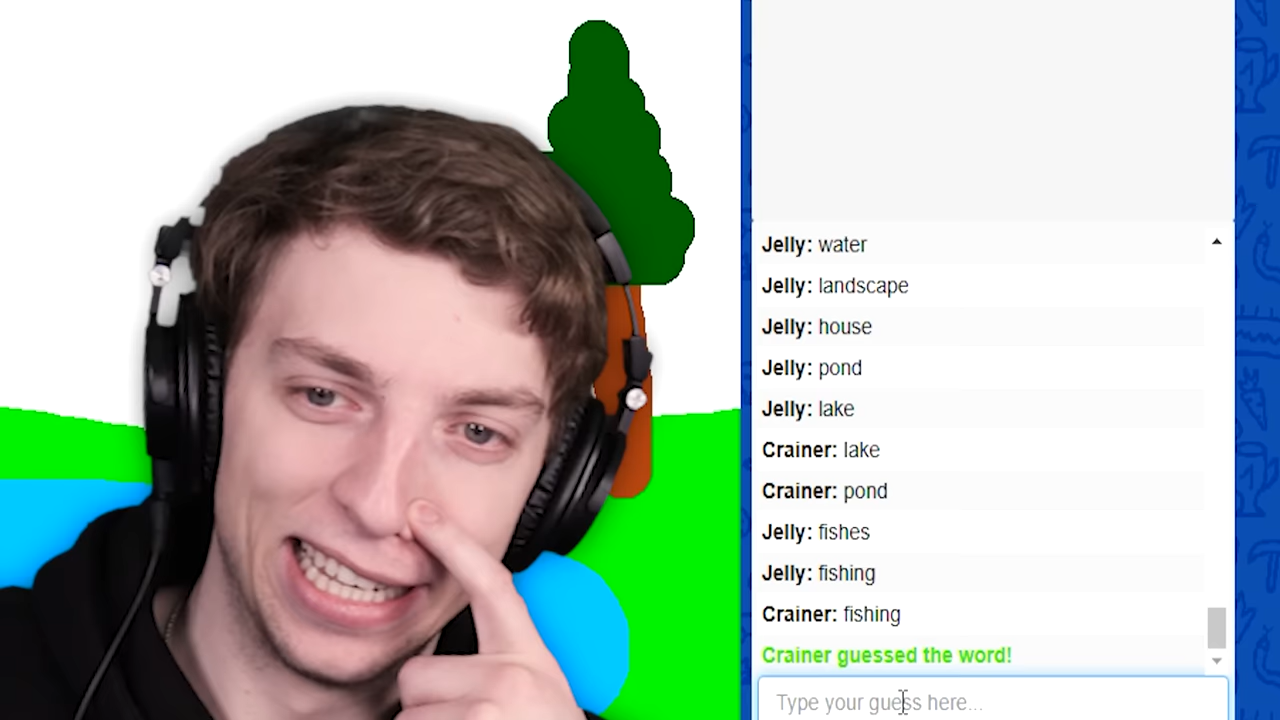 Jelly: water
Jelly: landscape
Jelly: house
Jelly: pond
Jelly: lake
Crainer: lake
Crainer: pond
Jelly: fishes
Jelly: fishing
Crainer: fishing
Crainer guessed the word!
Type your guess here...